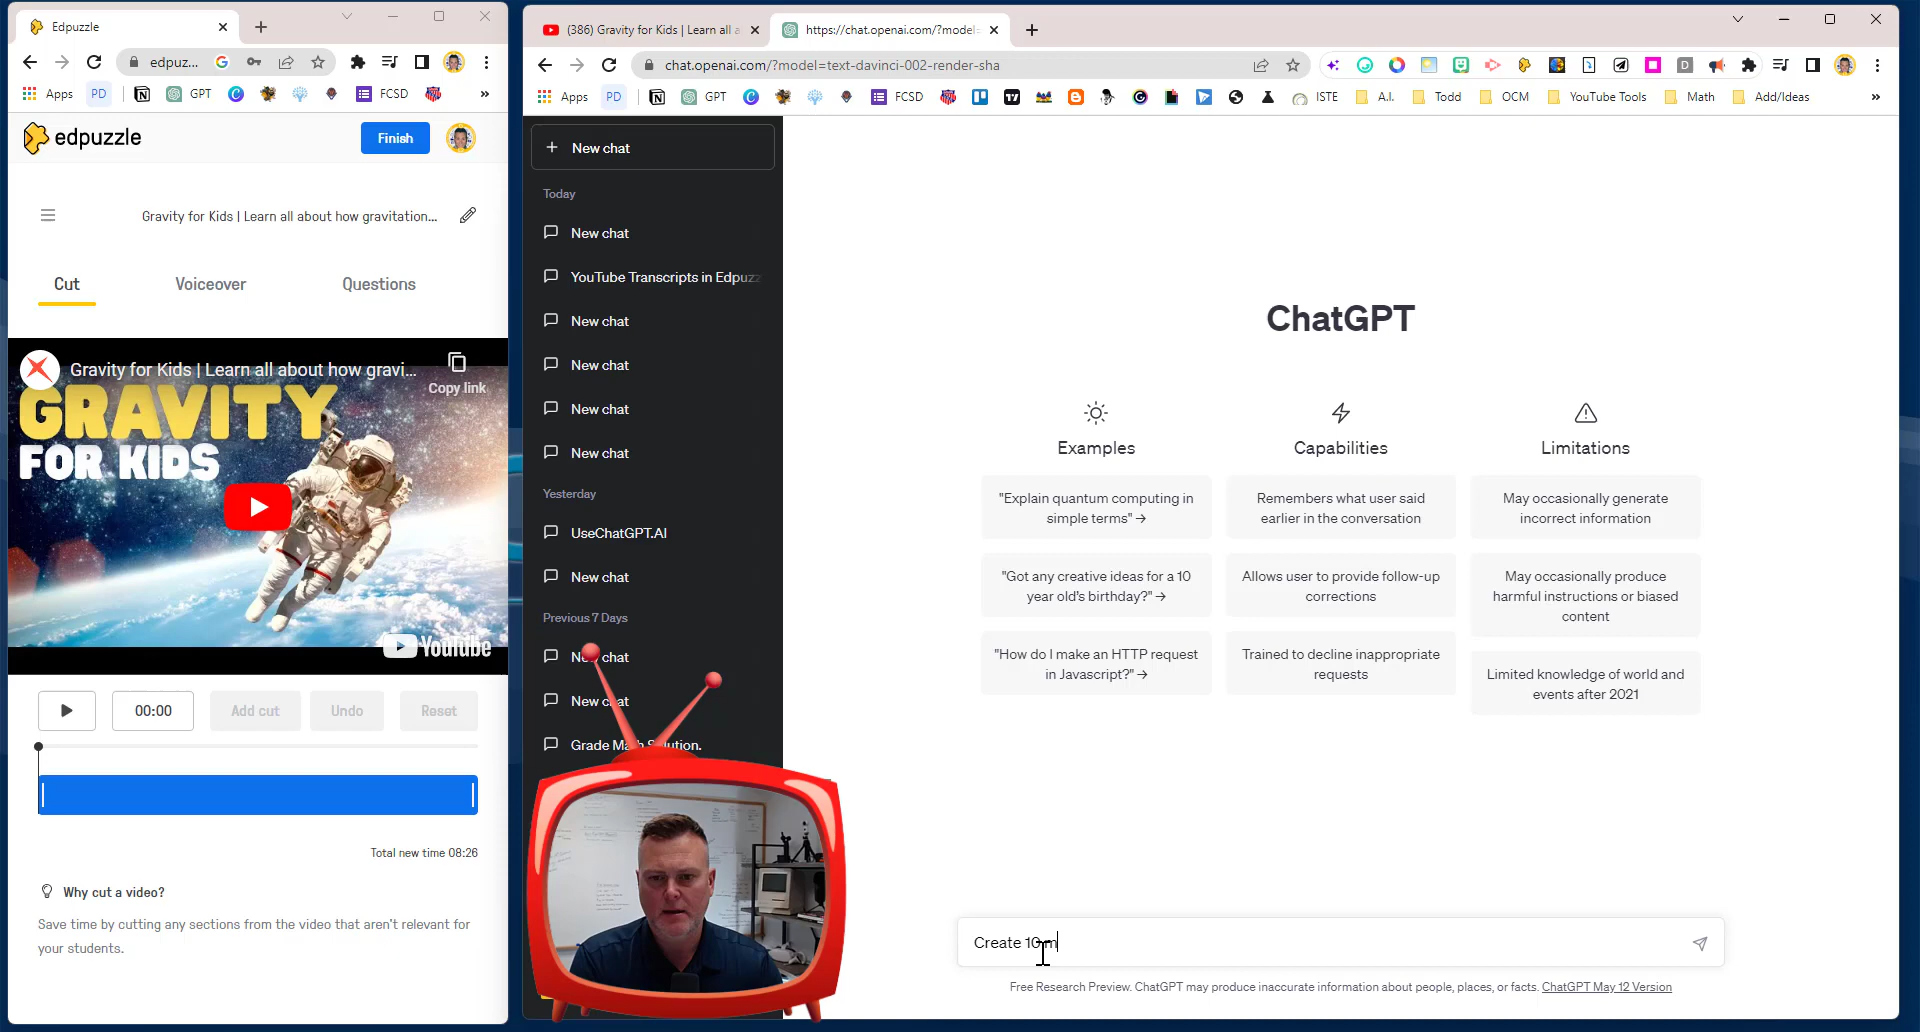 Edpuzzle
edpuz...
Apps
PD
GPT
FCSD
»
edpuzzle
Finish
Gravity for Kids | Learn all about how gravitation...
Cut
Voiceover
Questions
Gravity for Kids | Learn all about how gravi...
Copy link
GRAVITY
FOR KIDS
YouTube
00:00
Add cut
Undo
Reset
Total new time 08:26
Why cut a video?
Save time by cutting any sections from the video that aren't relevant for
your students.
(386) Gravity for Kids | Learn all a
https://chat.openai.com/?model=
chat.openai.com/?model=text-davinci-002-render-sha
Apps
PD
GPT
FCSD
ISTE
A.I.
Todd
OCM
YouTube Tools
Math
Add/Ideas
»
New chat
Today
New chat
YouTube Transcripts in Edpuzz
New chat
New chat
New chat
New chat
Yesterday
UseChatGPT.AI
New chat
Previous 7 Days
New chat
New chat
Grade Math Solution.
ChatGPT
Examples
Capabilities
Limitations
"Explain quantum computing in
simple terms" →
Remembers what user said
earlier in the conversation
May occasionally generate
incorrect information
"Got any creative ideas for a 10
year old's birthday?" →
Allows user to provide follow-up
corrections
May occasionally produce
harmful instructions or biased
content
"How do I make an HTTP request
in Javascript?" →
Trained to decline inappropriate
requests
Limited knowledge of world and
events after 2021
Create 10 m
Free Research Preview. ChatGPT may produce inaccurate information about people, places, or facts. ChatGPT May 12 Version